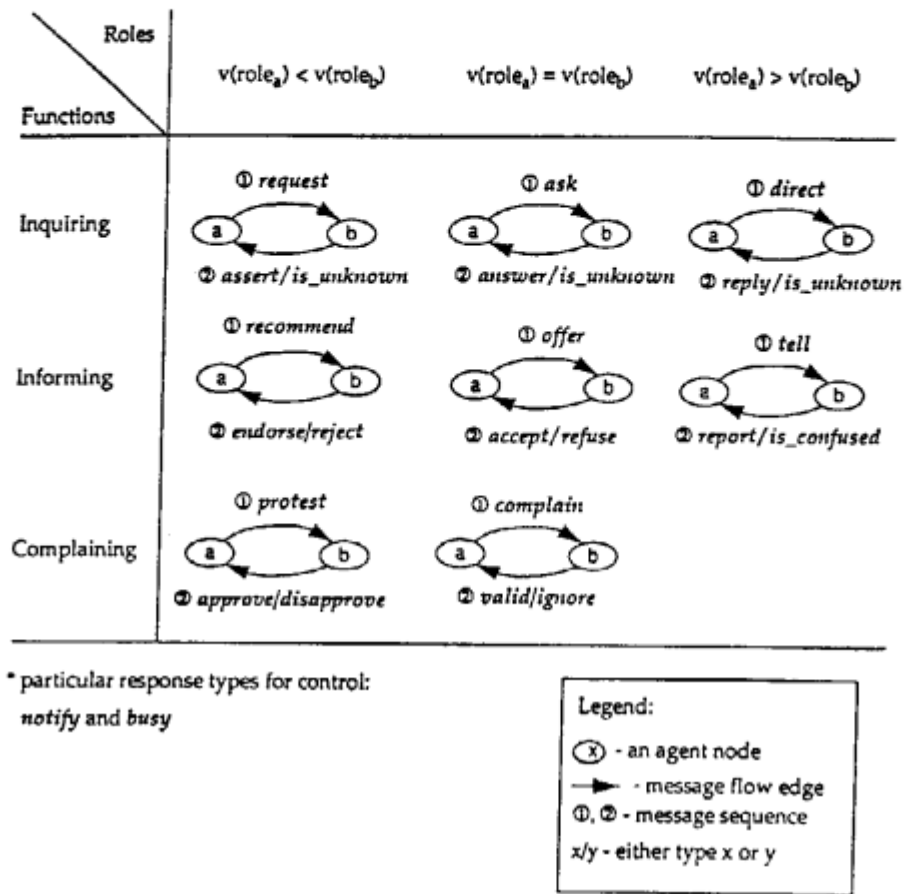 Roles
v(roleₐ) < v(role_b) v(roleₐ) = v(role_b) v(roleₐ) > v(role_b)
Functions
① request ① ask ① direct
Inquiring a b a b a b
② assert/is_unknown ② answer/is_unknown ② reply/is_unknown
① recommend ① offer ① tell
Informing a b a b a b
② endorse/reject ② accept/refuse ② report/is_confused
① protest ① complain
Complaining a b a b
② approve/disapprove ② valid/ignore
* particular response types for control:
notify and busy
Legend:
x - an agent node
- message flow edge
①, ② - message sequence
x/y - either type x or y